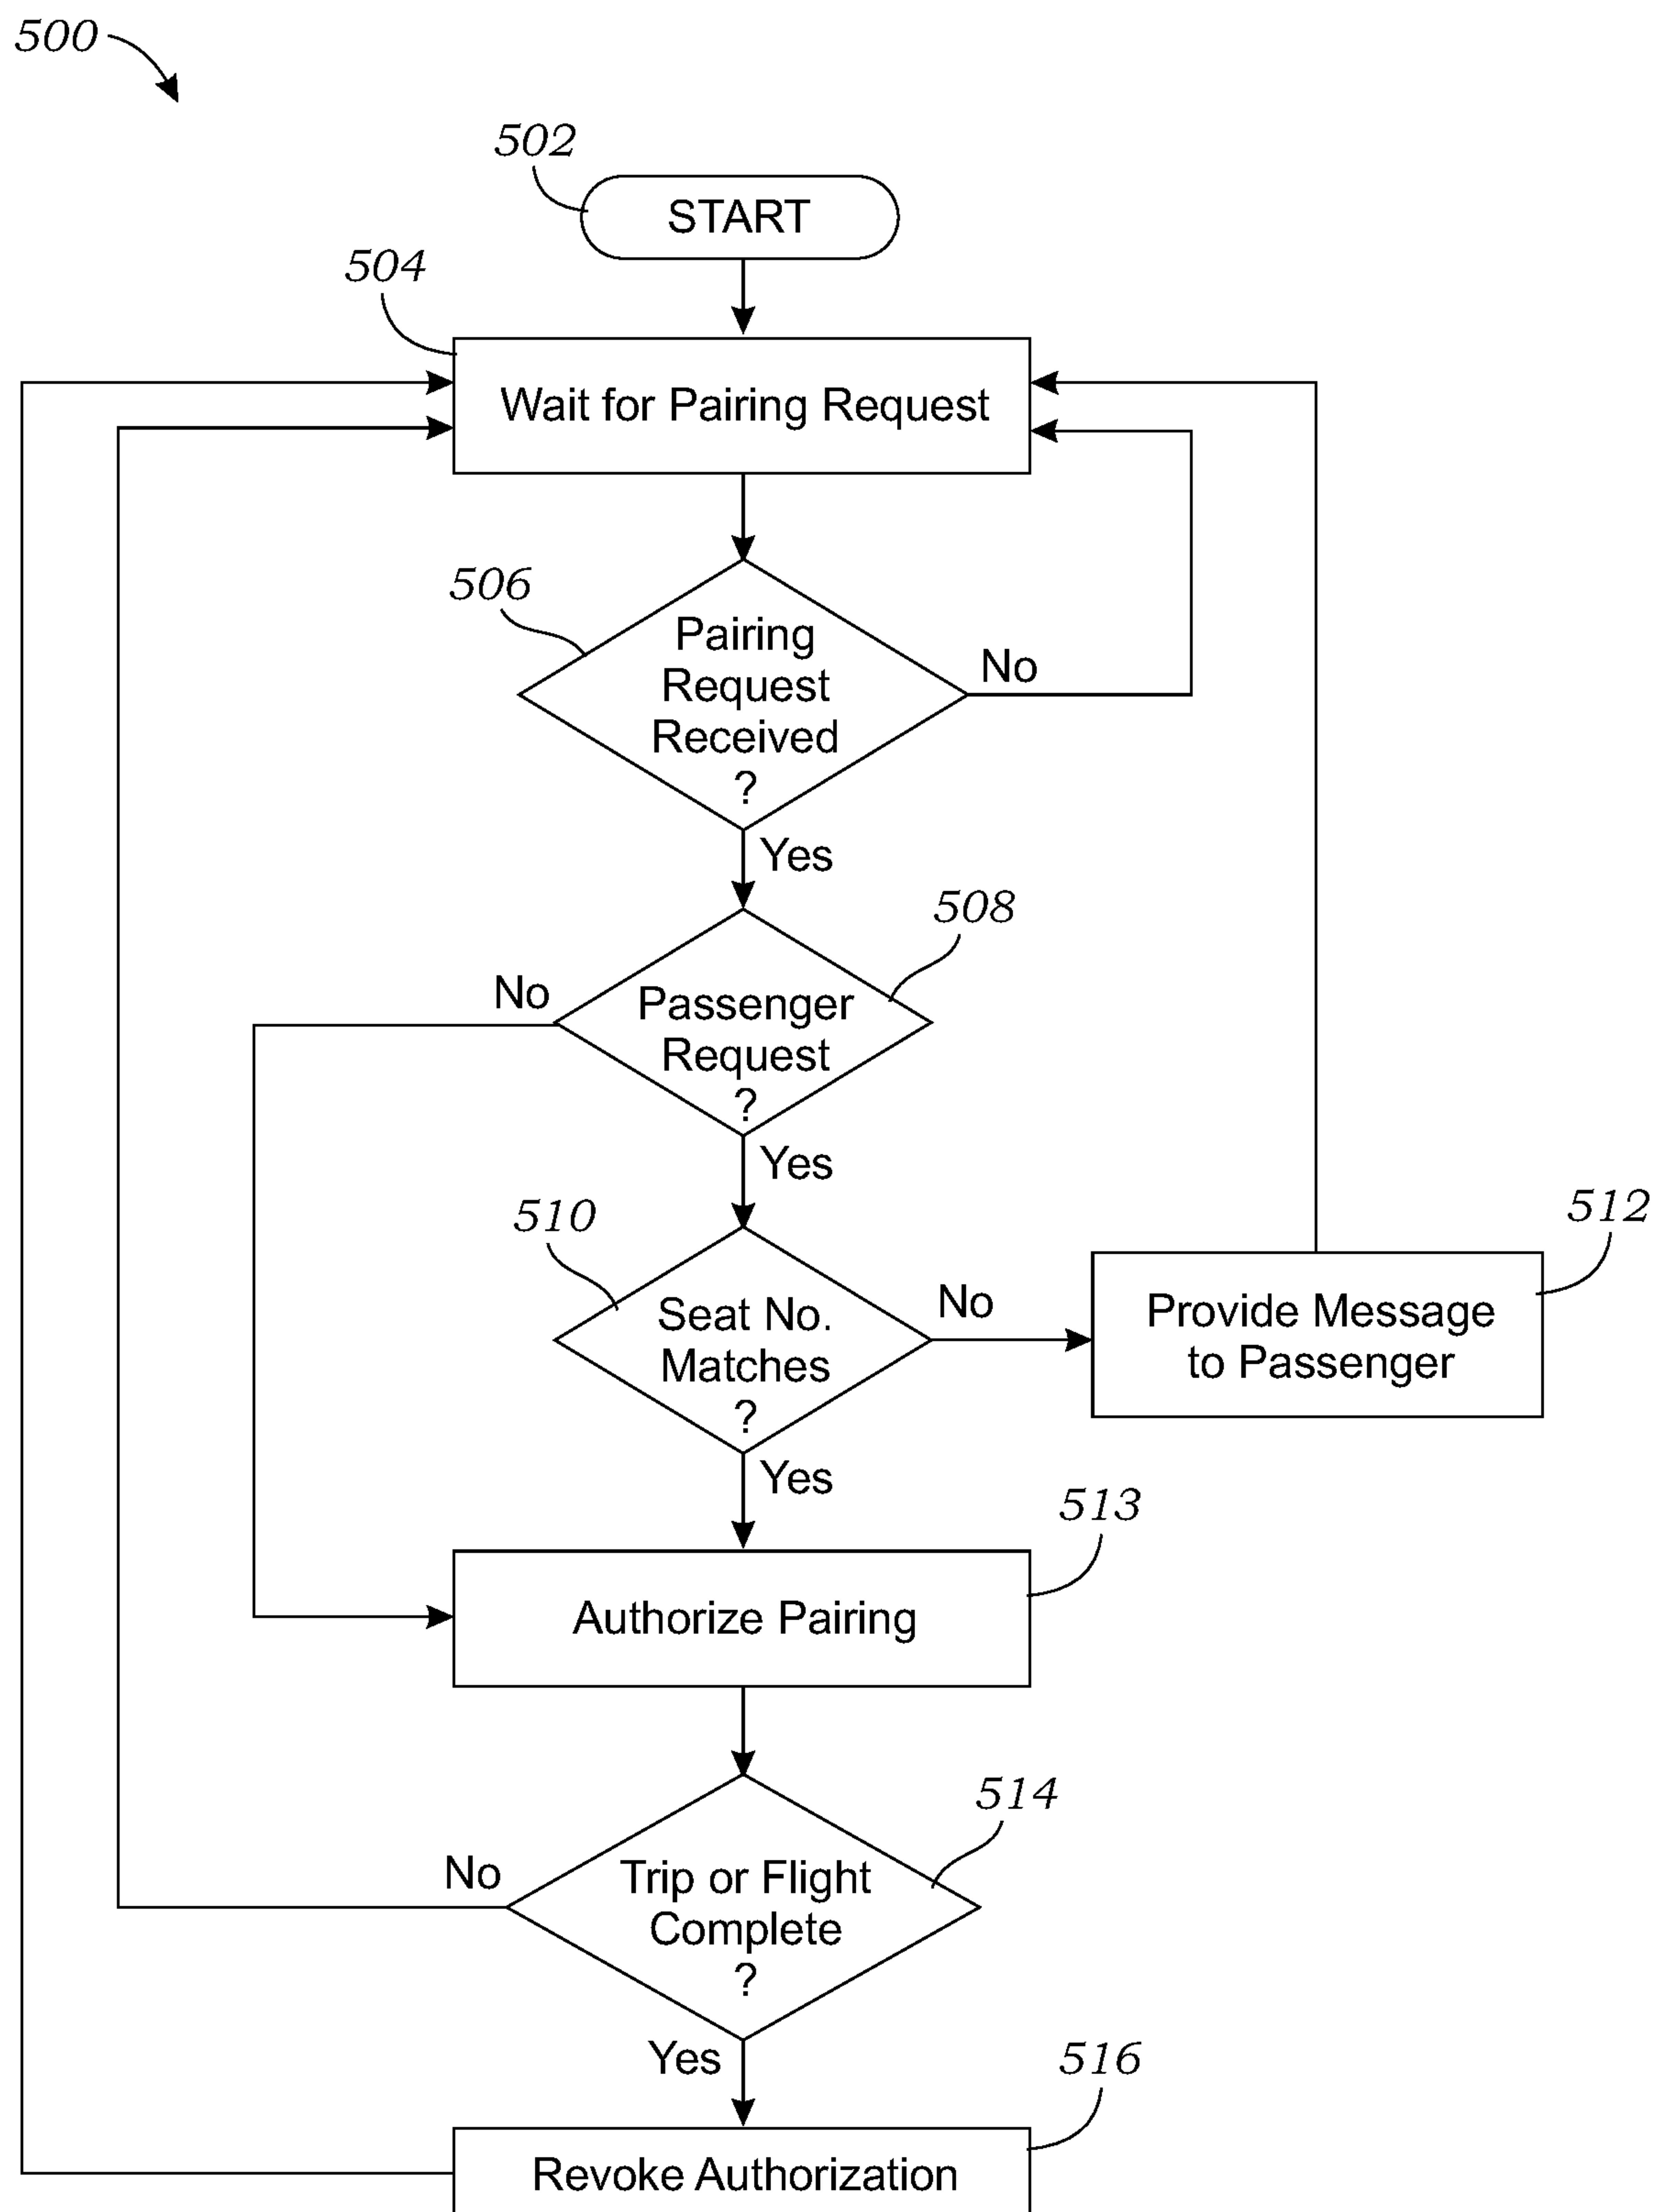 500
502
START
504
Wait for Pairing Request
506
Pairing
Request
Received
?
No
Yes
508
No
Passenger
Request
?
Yes
510
Seat No.
Matches
?
No
512
Provide Message
to Passenger
Yes
513
Authorize Pairing
514
No
Trip or Flight
Complete
?
Yes
516
Revoke Authorization